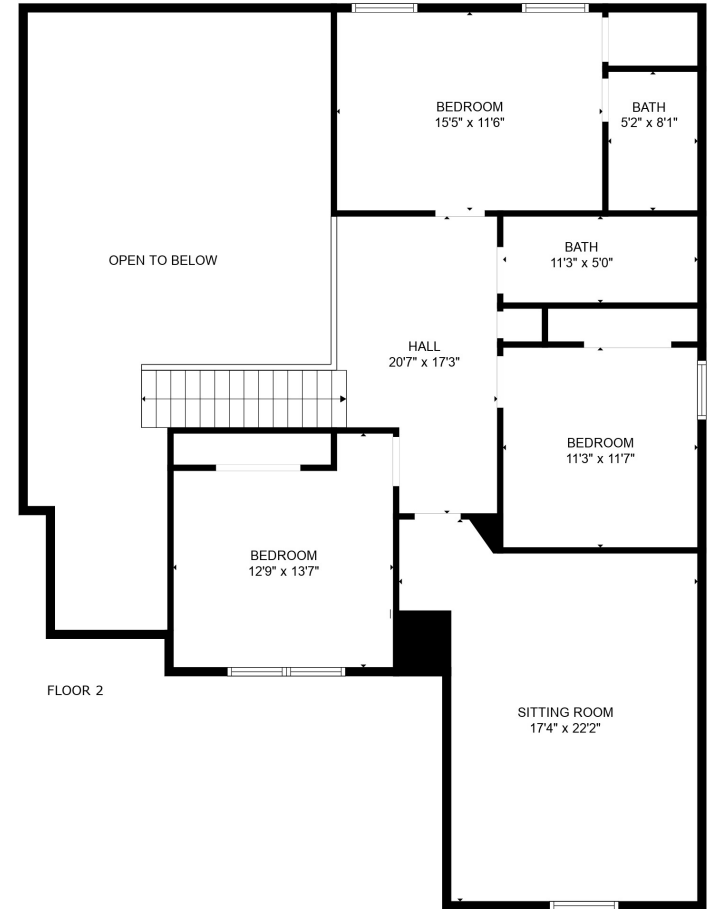 BEDROOM
15'5" x 11'6"
BATH
5'2" x 8'1"
OPEN TO BELOW
BATH
11'3" x 5'0"
HALL
20'7" x 17'3"
BEDROOM
11'3" x 11'7"
BEDROOM
12'9" x 13'7"
FLOOR 2
SITTING ROOM
17'4" x 22'2"